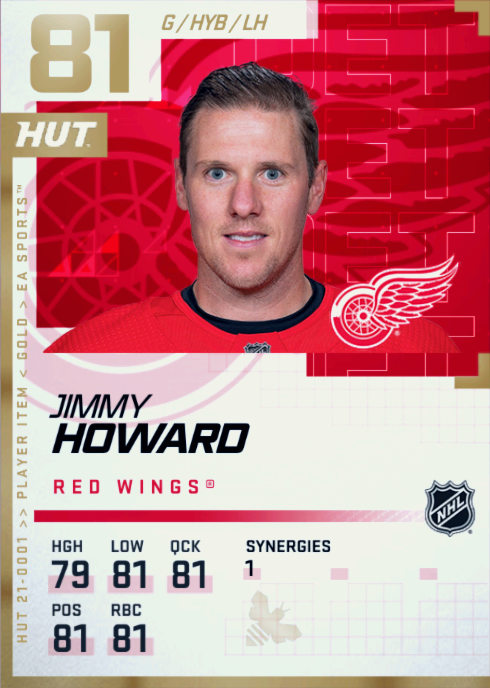 81
G / HYB / LH
HUT
HUT 21-0001 >> PLAYER ITEM < GOLD > EA SPORTS™
JIMMY
HOWARD
RED WINGS®
NHL
HGH LOW QCK SYNERGIES
79 81 81 1
POS RBC
81 81